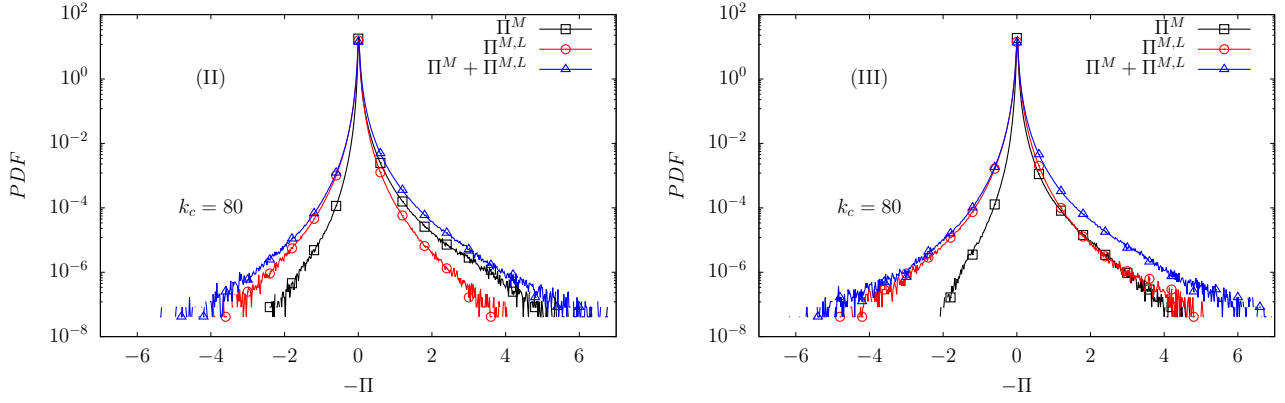 10^2
10^0
10^{-2}
10^{-4}
10^{-6}
10^{-8}
PDF
(II)
k_c = 80
Π^M
Π^{M,L}
Π^M + Π^{M,L}
−6 −4 −2 0 2 4 6
−Π
10^2
10^0
10^{-2}
10^{-4}
10^{-6}
10^{-8}
PDF
(III)
k_c = 80
Π^M
Π^{M,L}
Π^M + Π^{M,L}
−6 −4 −2 0 2 4 6
−Π